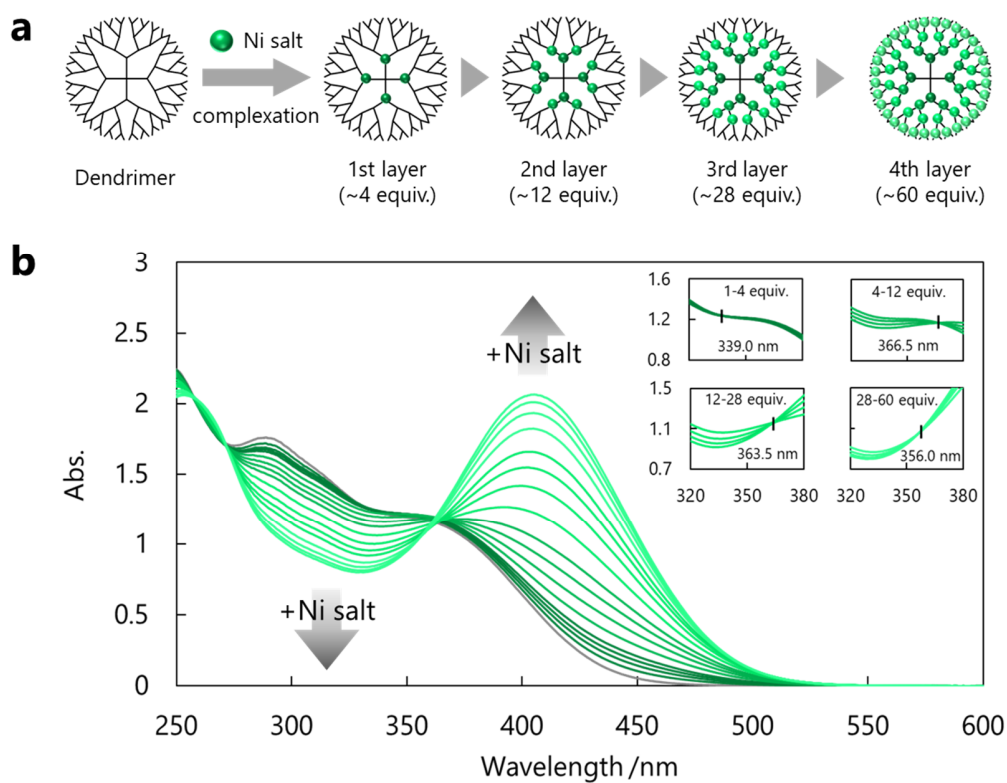 a
Ni salt
complexation
Dendrimer
1st layer
(~4 equiv.)
2nd layer
(~12 equiv.)
3rd layer
(~28 equiv.)
4th layer
(~60 equiv.)
b
3
2.5
2
1.5
1
0.5
0
Abs.
250
300
350
400
450
500
550
600
Wavelength /nm
+Ni salt
+Ni salt
1.6
1.2
0.8
1-4 equiv.
339.0 nm
4-12 equiv.
366.5 nm
1.5
1.1
0.7
12-28 equiv.
363.5 nm
28-60 equiv.
356.0 nm
320
350
380
320
350
380